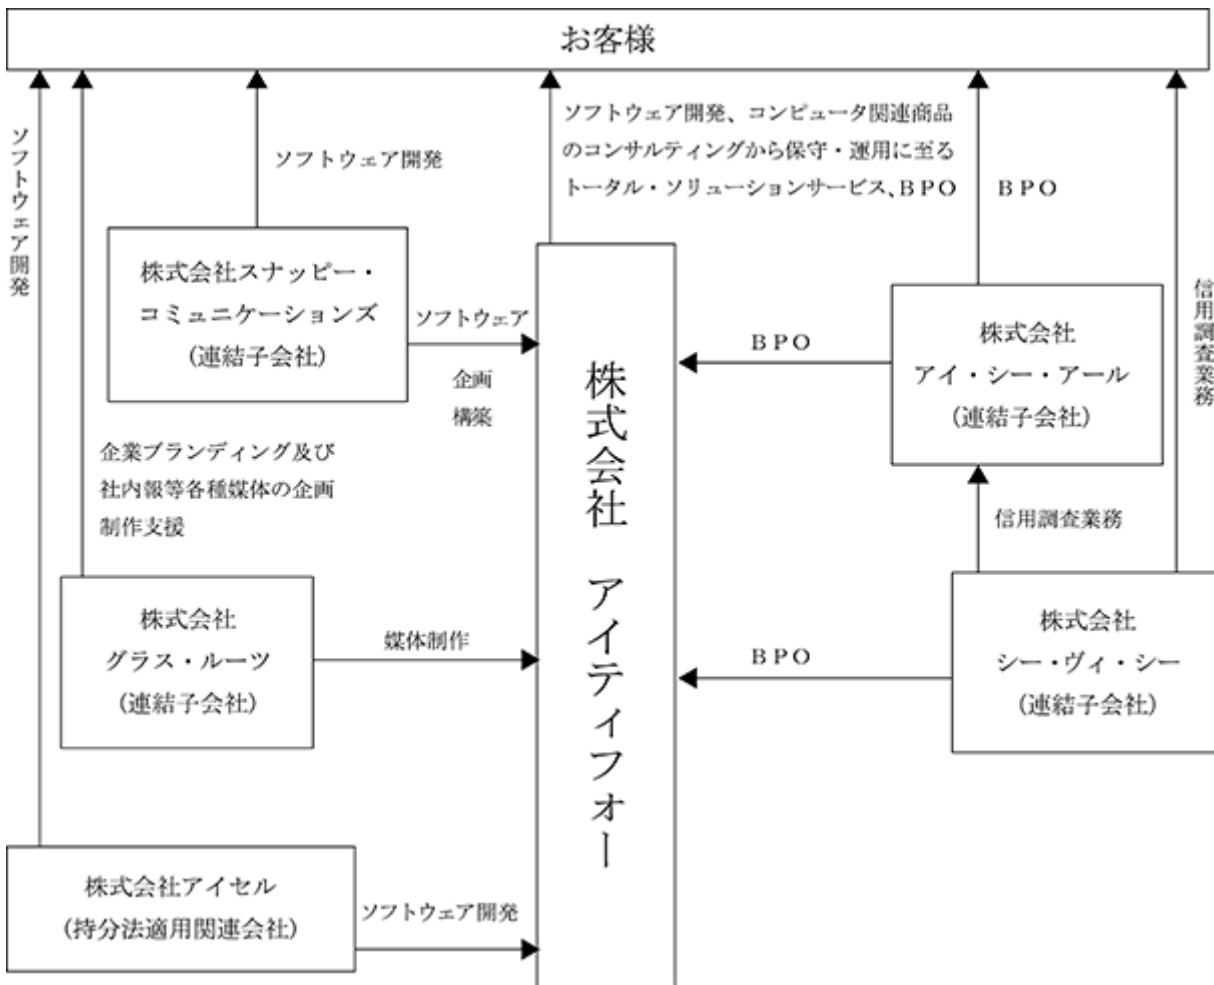 お客様
ソフトウェア開発
ソフトウェア開発
ソフトウェア開発、コンピュータ関連商品
のコンサルティングから保守・運用に至る
トータル・ソリューションサービス、ＢＰＯ
ＢＰＯ
信用調査業務
株式会社スナッピー・
コミュニケーションズ
(連結子会社)
ソフトウェア
企画
構築
株式会社　アイティフォー
ＢＰＯ
株式会社
アイ・シー・アール
(連結子会社)
企業ブランディング及び
社内報等各種媒体の企画
制作支援
信用調査業務
株式会社
グラス・ルーツ
(連結子会社)
媒体制作
ＢＰＯ
株式会社
シー・ヴィ・シー
(連結子会社)
株式会社アイセル
(持分法適用関連会社)
ソフトウェア開発